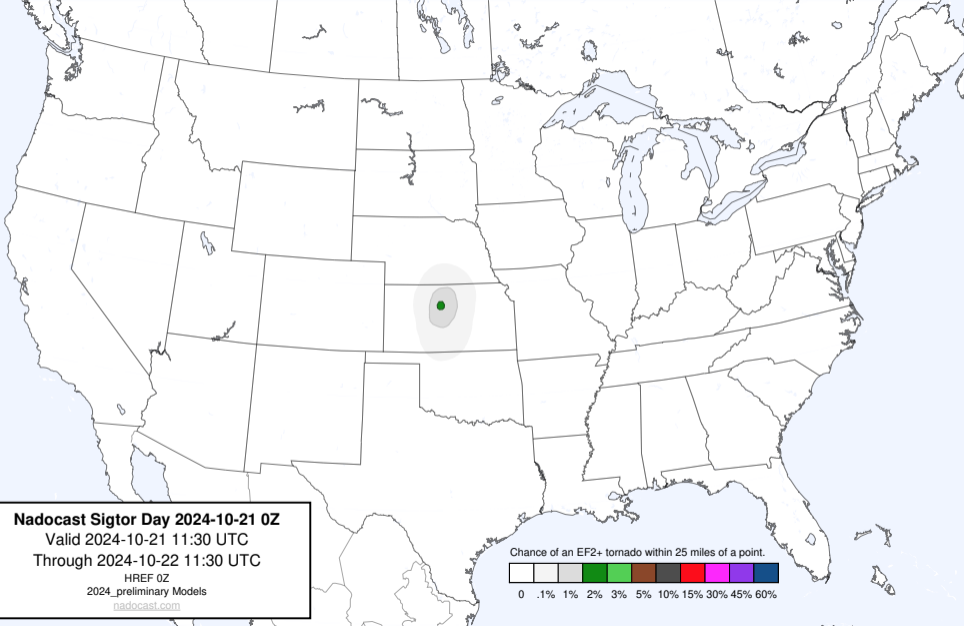 Nadocast Sigtor Day 2024-10-21 0Z
Valid 2024-10-21 11:30 UTC
Through 2024-10-22 11:30 UTC
HREF 0Z
2024_preliminary Models
nadocast.com
Chance of an EF2+ tornado within 25 miles of a point.
0 .1% 1% 2% 3% 5% 10% 15% 30% 45% 60%